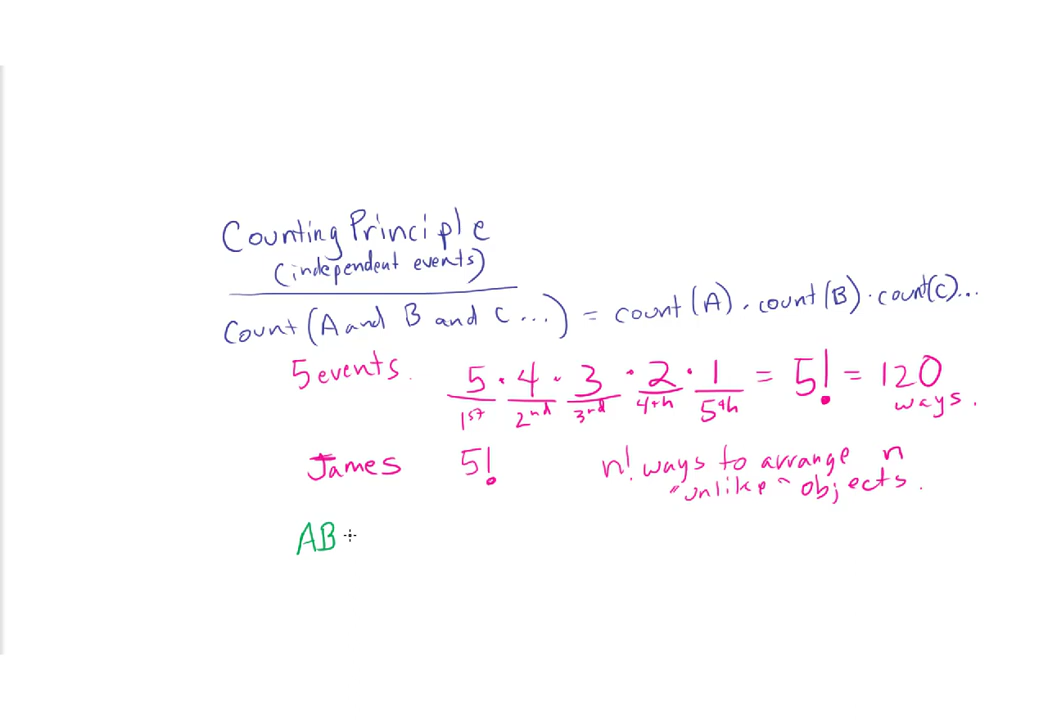 Counting Principle
(independent events)
Count (A and B and C ...) = count (A) . count (B) . count(C)...
5 events. 5 . 4 . 3 . 2 . 1 = 5! = 120
1st 2nd 3rd 4th 5th ways.
James 5! n! ways to arrange n
"unlike" objects.
AB